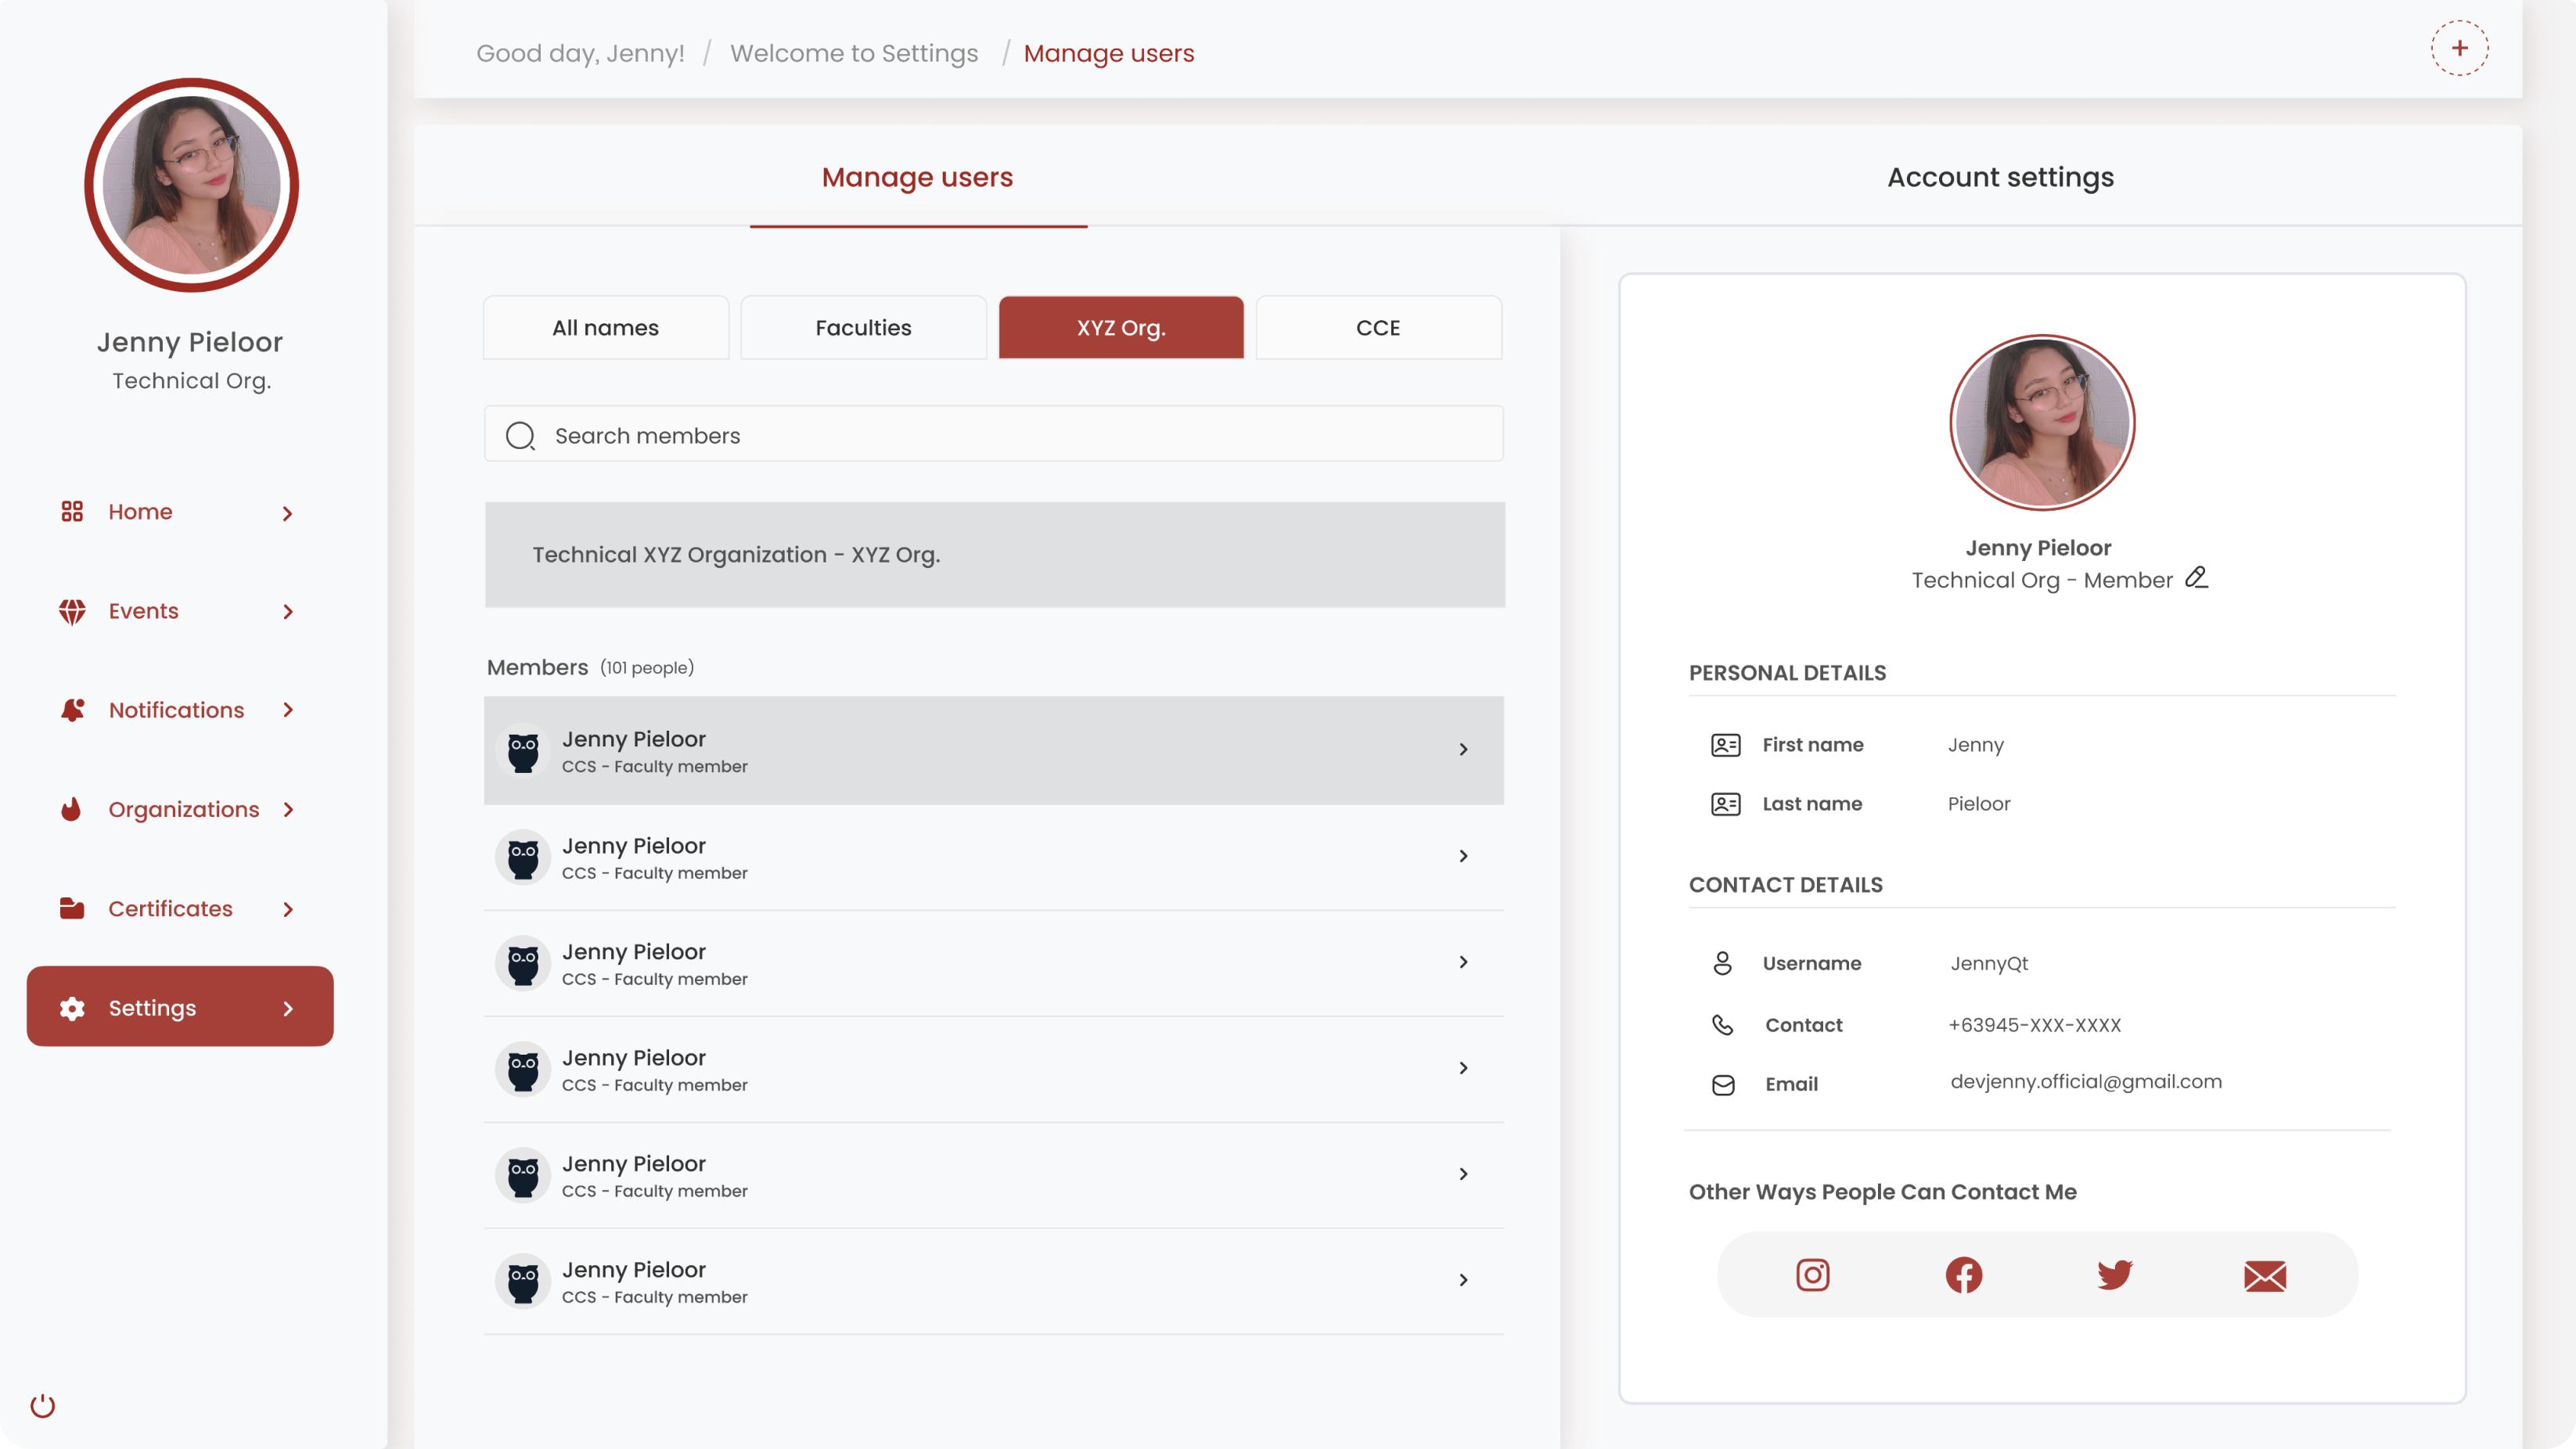 Good day, Jenny! / Welcome to Settings / Manage users
Jenny Pieloor
Technical Org.
Home
Events
Notifications
Organizations
Certificates
Settings
Manage users
Account settings
All names
Faculties
XYZ Org.
CCE
Search members
Technical XYZ Organization - XYZ Org.
Members (101 people)
Jenny Pieloor
CCS - Faculty member
Jenny Pieloor
CCS - Faculty member
Jenny Pieloor
CCS - Faculty member
Jenny Pieloor
CCS - Faculty member
Jenny Pieloor
CCS - Faculty member
Jenny Pieloor
CCS - Faculty member
Jenny Pieloor
Technical Org - Member
PERSONAL DETAILS
First name Jenny
Last name Pieloor
CONTACT DETAILS
Username JennyQt
Contact +63945-XXX-XXXX
Email devjenny.official@gmail.com
Other Ways People Can Contact Me